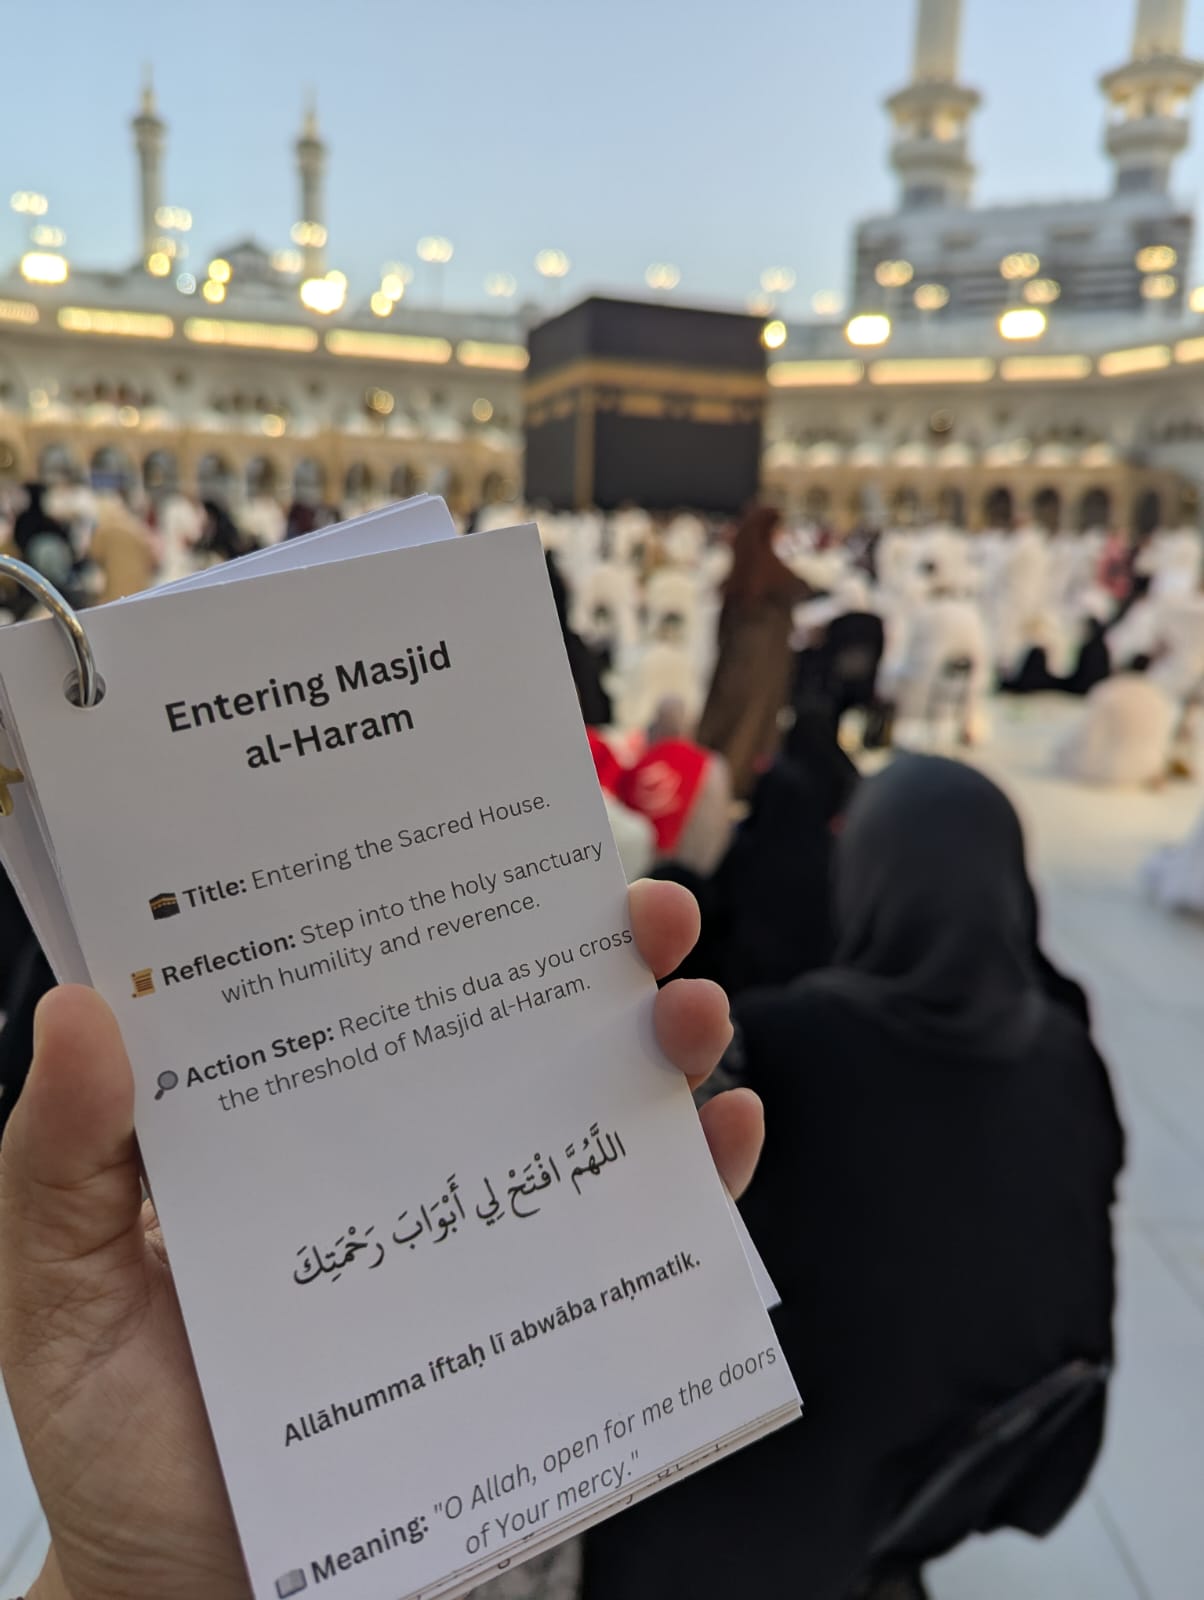 Entering Masjid
al-Haram
🕋 Title: Entering the Sacred House.
📜 Reflection: Step into the holy sanctuary
with humility and reverence.
🔎 Action Step: Recite this dua as you cross
the threshold of Masjid al-Haram.
اللَّهُمَّ افْتَحْ لِي أَبْوَابَ رَحْمَتِكَ
Allāhumma iftaḥ lī abwāba raḥmatik.
📖 Meaning: "O Allah, open for me the doors
of Your mercy."